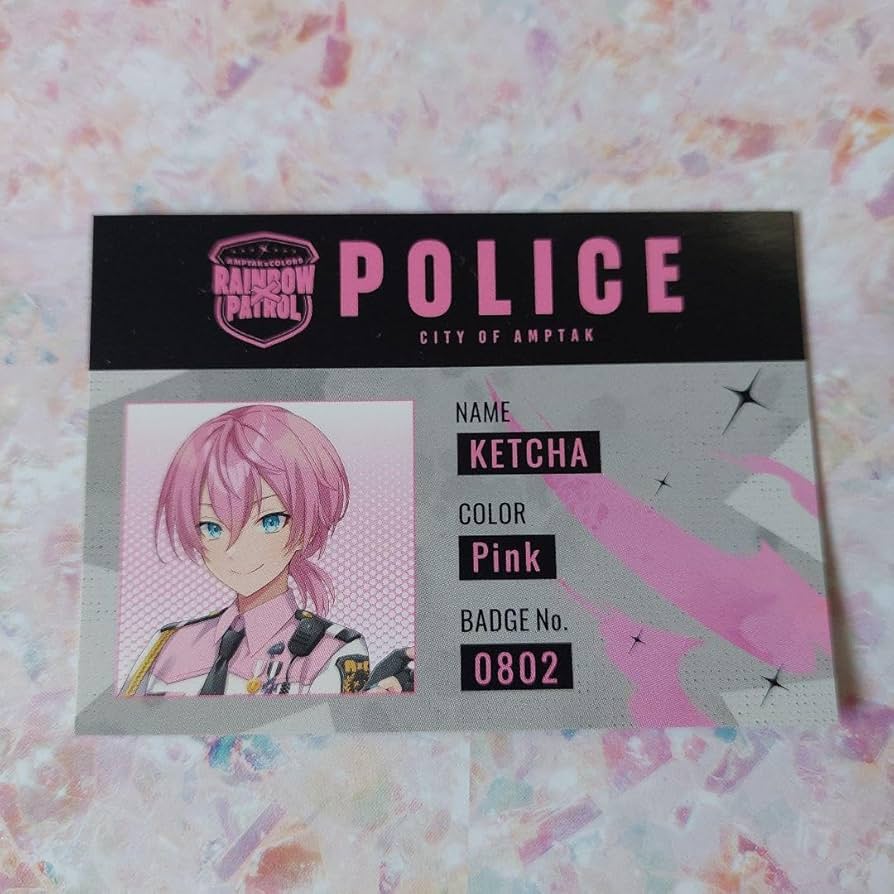 AMPTAK×COLORS
RAINBOW
×
PATROL
POLICE
CITY OF AMPTAK
NAME
KETCHA
COLOR
Pink
BADGE No.
0802